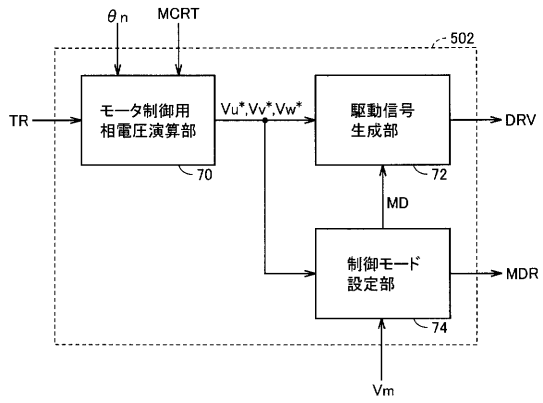 θn
MCRT
502
TR
モータ制御用
相電圧演算部
70
Vu*,Vv*,Vw*
駆動信号
生成部
72
DRV
MD
制御モード
設定部
74
MDR
Vm